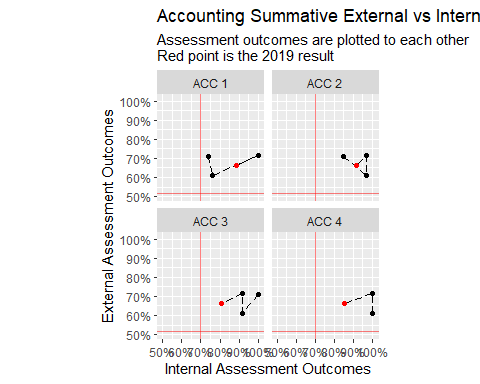 Accounting Summative External vs Intern
Assessment outcomes are plotted to each other
Red point is the 2019 result
ACC 1 ACC 2
100%
90%
80%
70%
60%
50%
ACC 3 ACC 4
100%
90%
80%
70%
60%
50%
External Assessment Outcomes
50%60%70%80%90%100% 50%60%70%80%90%100%
Internal Assessment Outcomes